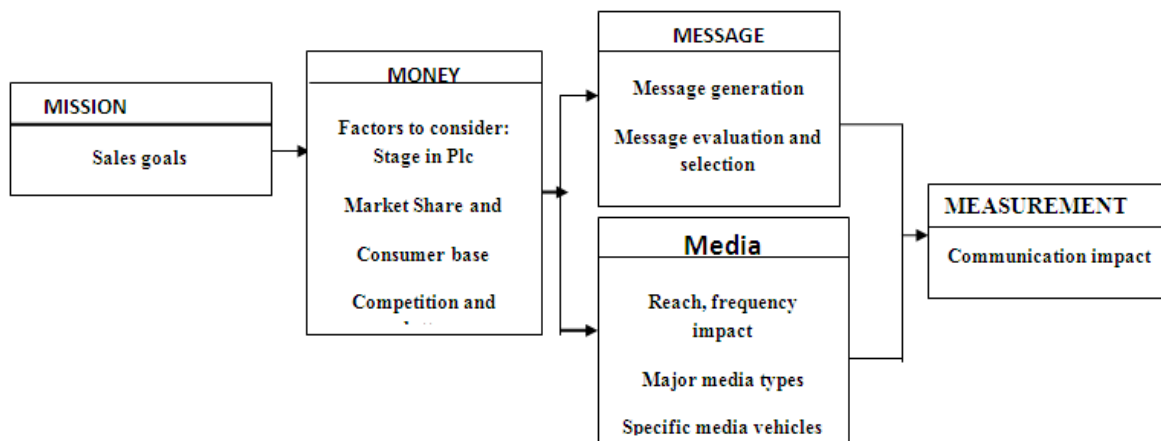 MISSION
Sales goals
MONEY
Factors to consider:
Stage in Plc
Market Share and
Consumer base
Competition and
MESSAGE
Message generation
Message evaluation and
selection
Media
Reach, frequency
impact
Major media types
Specific media vehicles
MEASUREMENT
Communication impact